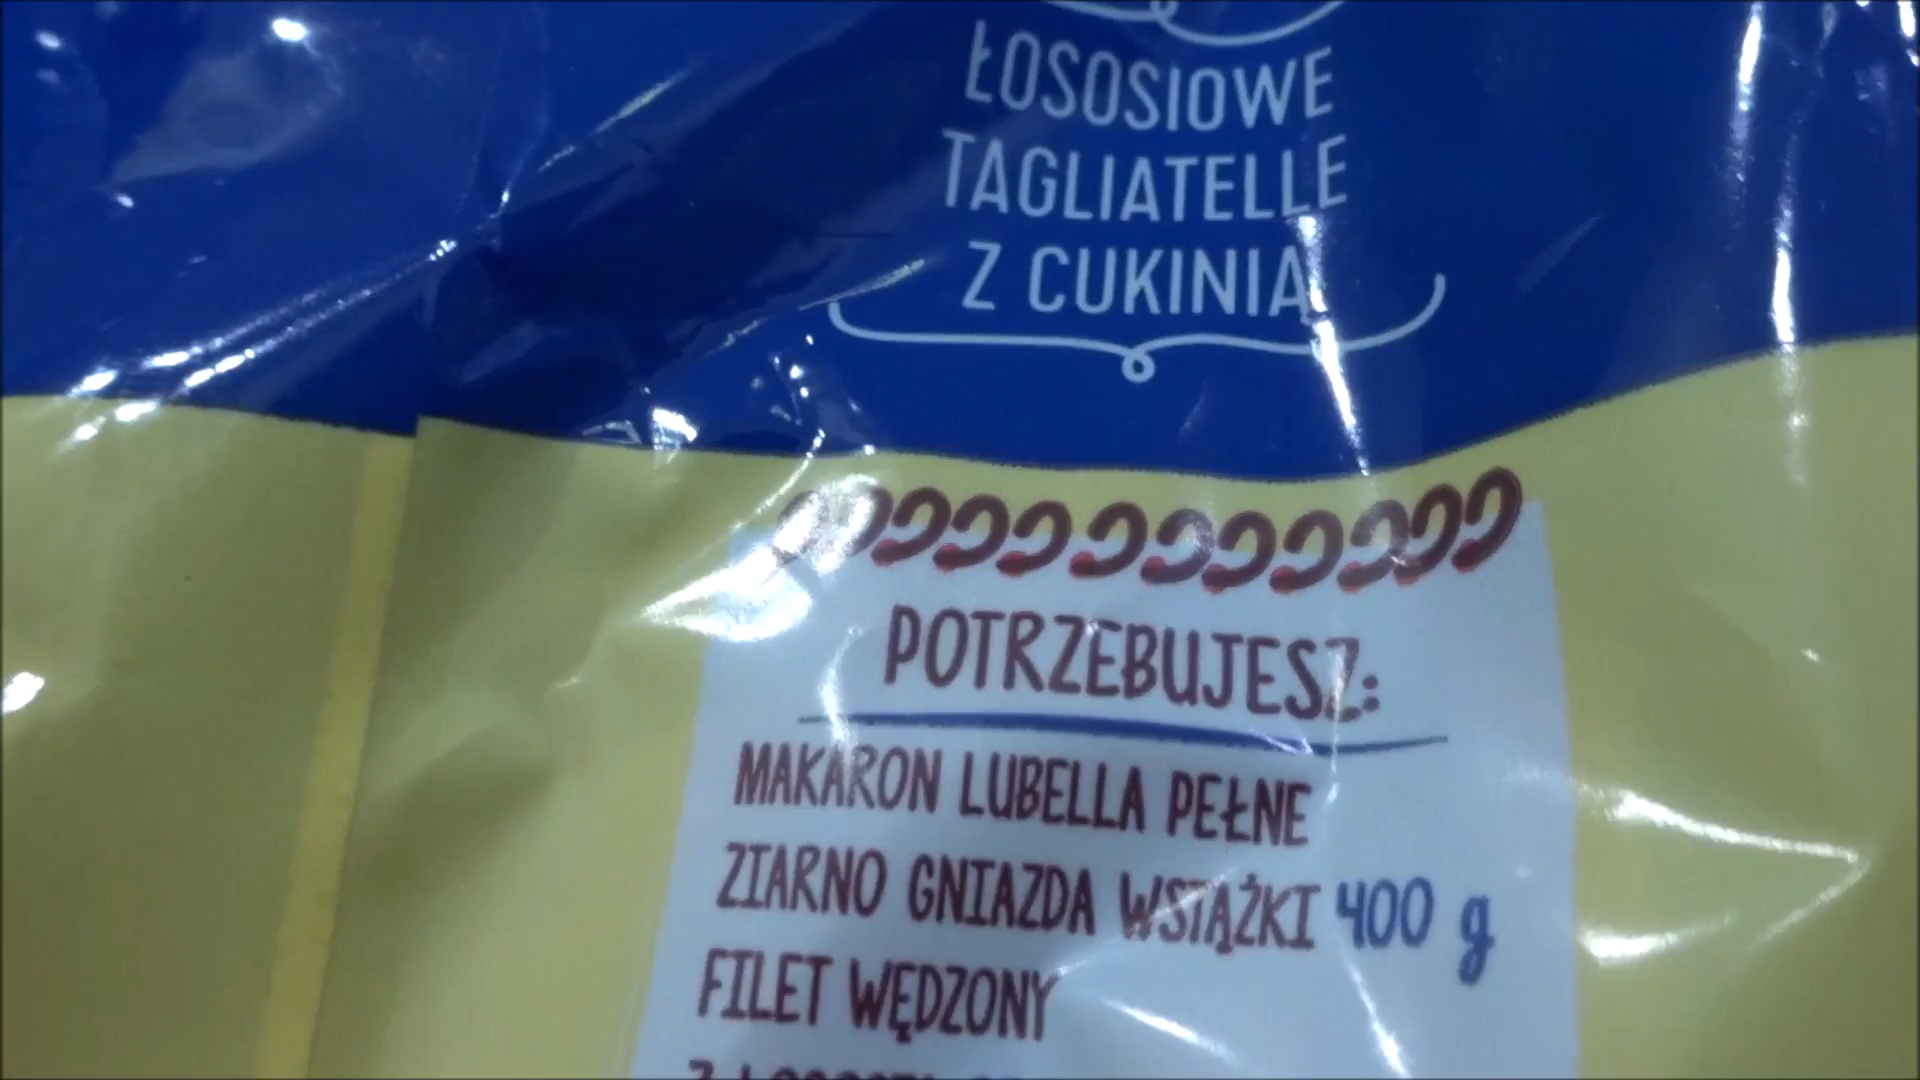 ŁOSOSIOWE
TAGLIATELLE
Z CUKINIĄ
POTRZEBUJESZ:
MAKARON LUBELLA PEŁNE
ZIARNO GNIAZDA WSTĄŻKI 400 g
FILET WĘDZONY